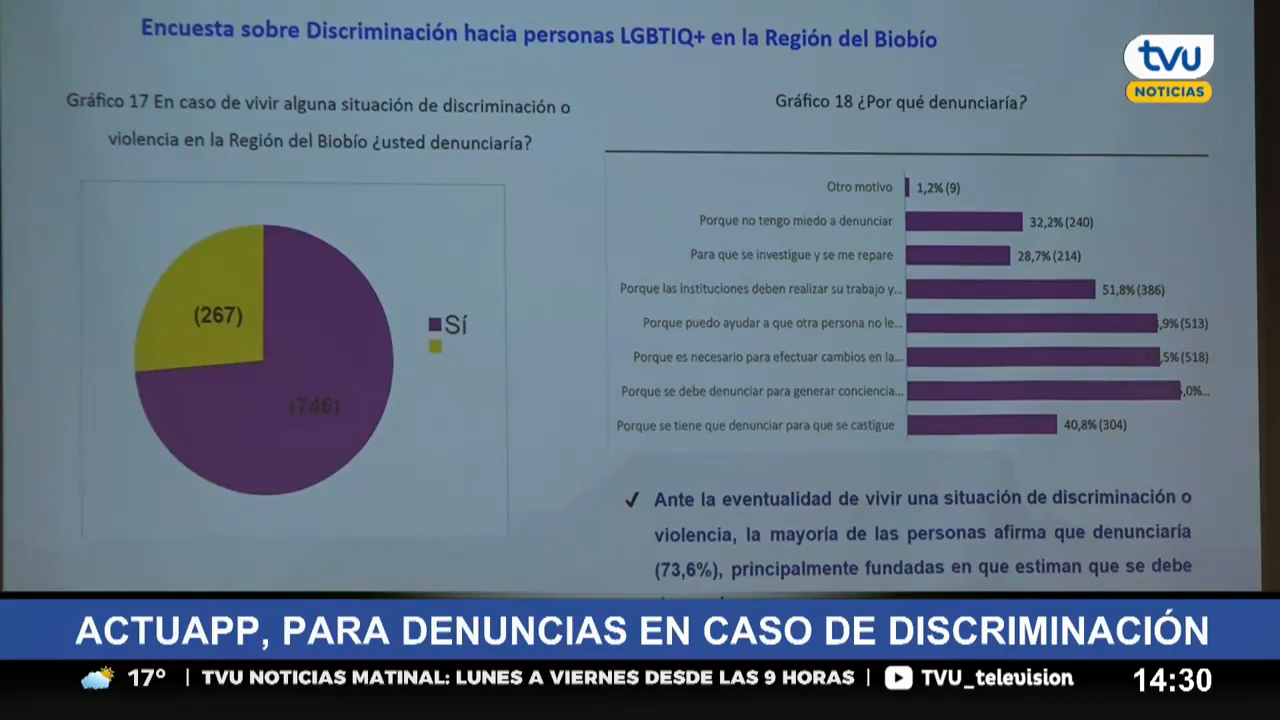 Encuesta sobre Discriminación hacia personas LGBTIQ+ en la Región del Biobío
tvu
NOTICIAS
Gráfico 17 En caso de vivir alguna situación de discriminación o
violencia en la Región del Biobío ¿usted denunciaría?
(267)
(746)
Sí
Gráfico 18 ¿Por qué denunciaría?
Otro motivo 1,2% (9)
Porque no tengo miedo a denunciar 32,2% (240)
Para que se investigue y se me repare 28,7% (214)
Porque las instituciones deben realizar su trabajo y... 51,8% (386)
Porque puedo ayudar a que otra persona no le... ,9% (513)
Porque es necesario para efectuar cambios en la... ,5% (518)
Porque se debe denunciar para generar conciencia... ,0%...
Porque se tiene que denunciar para que se castigue 40,8% (304)
✓ Ante la eventualidad de vivir una situación de discriminación o
violencia, la mayoría de las personas afirma que denunciaría
(73,6%), principalmente fundadas en que estiman que se debe
ACTUAPP, PARA DENUNCIAS EN CASO DE DISCRIMINACIÓN
17° | TVU NOTICIAS MATINAL: LUNES A VIERNES DESDE LAS 9 HORAS | TVU_television 14:30